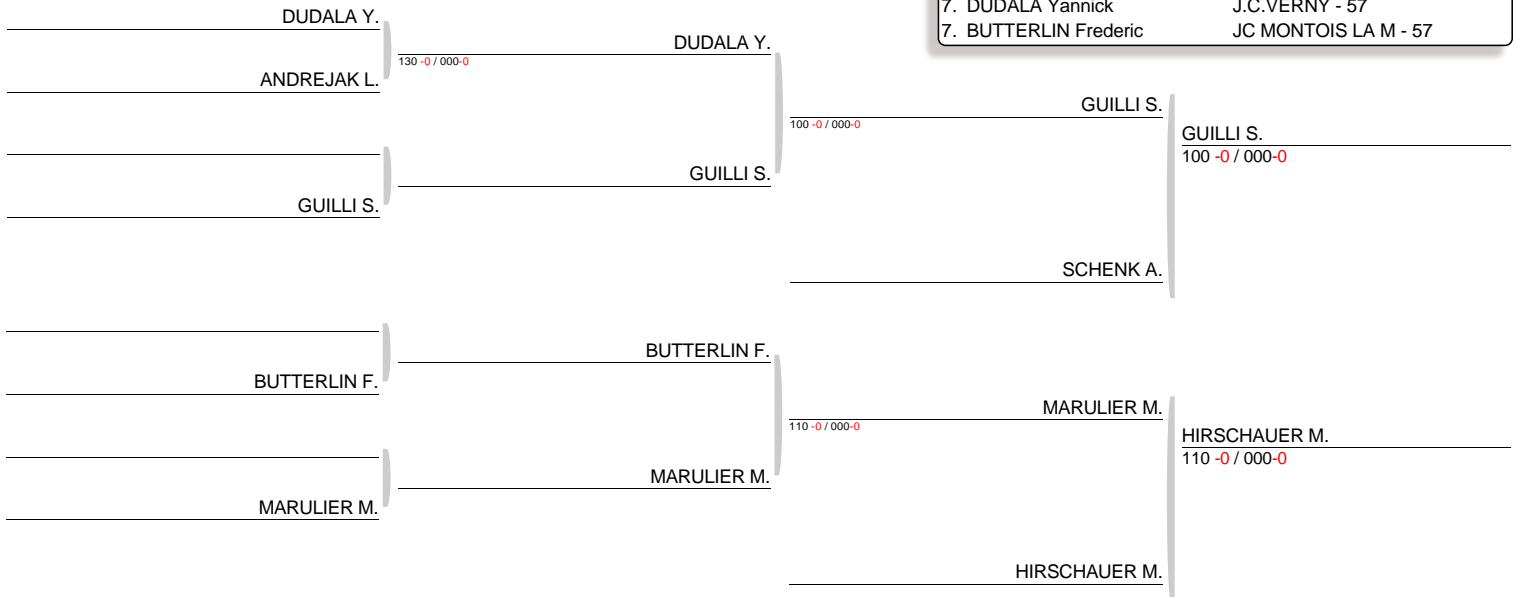 7. DUDALA Yannick J.C.VERNY - 57
7. BUTTERLIN Frederic JC MONTOIS LA M - 57
DUDALA Y.
ANDREJAK L.
GUILLI S.
BUTTERLIN F.
MARULIER M.
DUDALA Y.
130 -0 / 000-0
GUILLI S.
BUTTERLIN F.
MARULIER M.
GUILLI S.
100 -0 / 000-0
SCHENK A.
MARULIER M.
110 -0 / 000-0
HIRSCHAUER M.
GUILLI S.
100 -0 / 000-0
HIRSCHAUER M.
110 -0 / 000-0